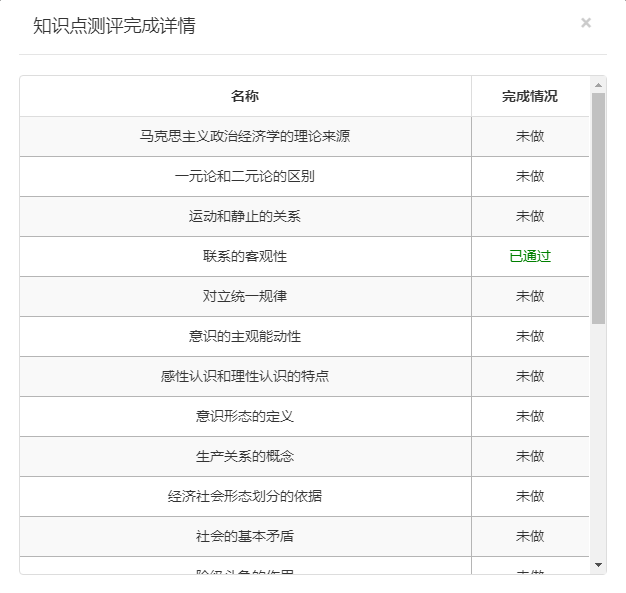 知识点测评完成详情 ×
名称 完成情况
马克思主义政治经济学的理论来源 未做
一元论和二元论的区别 未做
运动和静止的关系 未做
联系的客观性 已通过
对立统一规律 未做
意识的主观能动性 未做
感性认识和理性认识的特点 未做
意识形态的定义 未做
生产关系的概念 未做
经济社会形态划分的依据 未做
社会的基本矛盾 未做